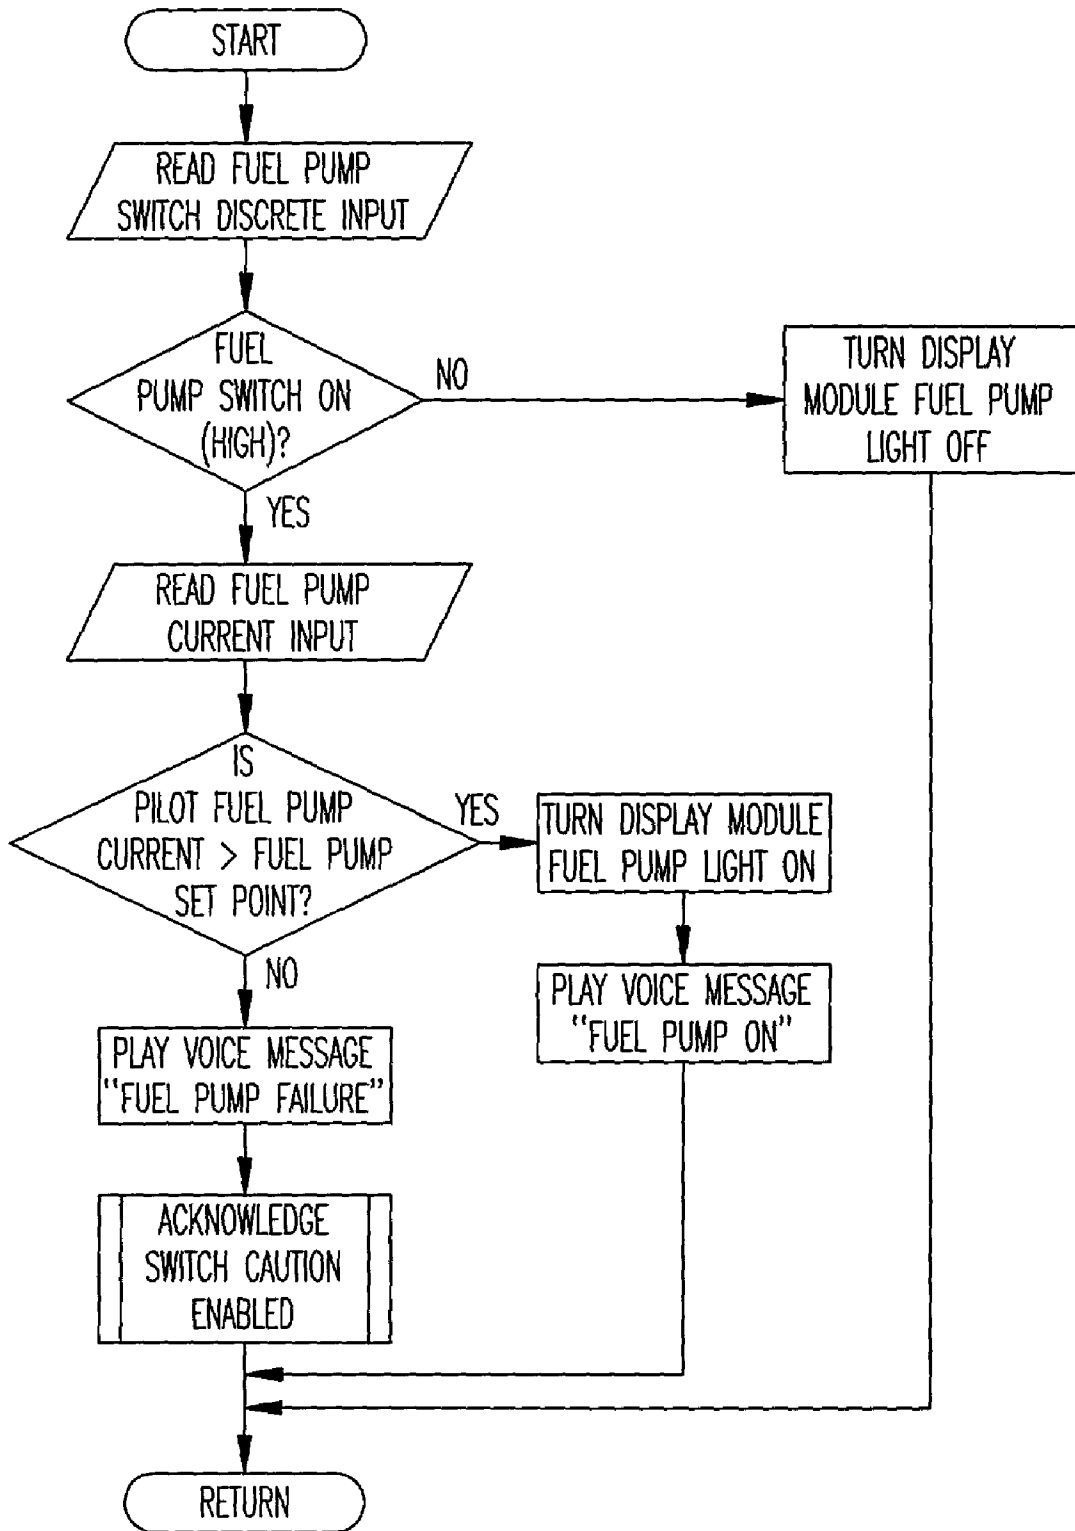 START
READ FUEL PUMP
SWITCH DISCRETE INPUT
FUEL
PUMP SWITCH ON
(HIGH)?
NO
TURN DISPLAY
MODULE FUEL PUMP
LIGHT OFF
YES
READ FUEL PUMP
CURRENT INPUT
IS
PILOT FUEL PUMP
CURRENT > FUEL PUMP
SET POINT?
YES
TURN DISPLAY MODULE
FUEL PUMP LIGHT ON
NO
PLAY VOICE MESSAGE
"FUEL PUMP ON"
PLAY VOICE MESSAGE
"FUEL PUMP FAILURE"
ACKNOWLEDGE
SWITCH CAUTION
ENABLED
RETURN